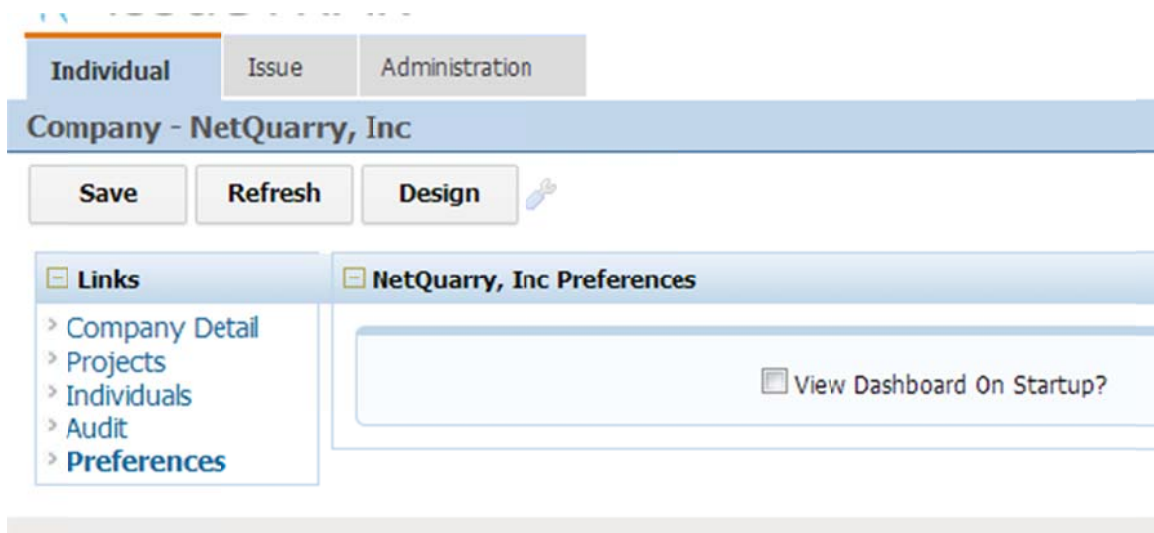 Individual Issue Administration
Company - NetQuarry, Inc
Save Refresh Design
Links
Company Detail
Projects
Individuals
Audit
Preferences
NetQuarry, Inc Preferences
View Dashboard On Startup?